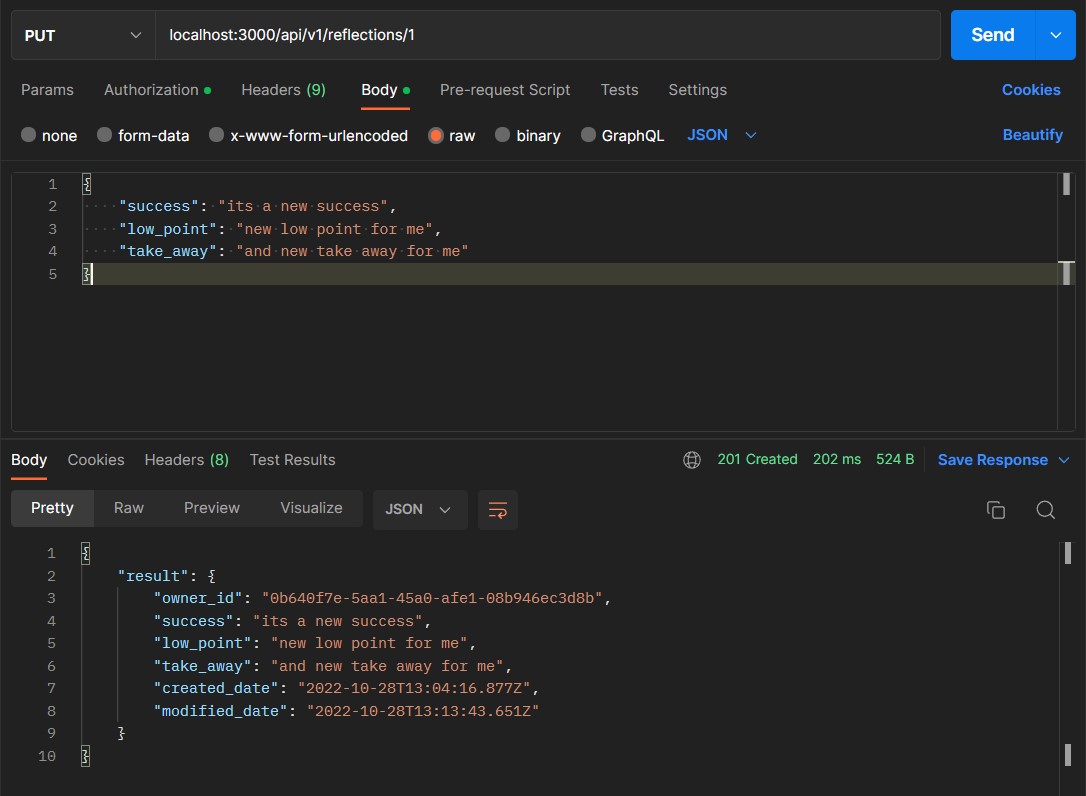 PUT localhost:3000/api/v1/reflections/1 Send
Params Authorization Headers (9) Body Pre-request Script Tests Settings Cookies
none form-data x-www-form-urlencoded raw binary GraphQL JSON Beautify
1 {
2 "success": "its a new success",
3 "low_point": "new low point for me",
4 "take_away": "and new take away for me"
5 }
Body Cookies Headers (8) Test Results 201 Created 202 ms 524 B Save Response
Pretty Raw Preview Visualize JSON
1 {
2 "result": {
3 "owner_id": "0b640f7e-5aa1-45a0-afe1-08b946ec3d8b",
4 "success": "its a new success",
5 "low_point": "new low point for me",
6 "take_away": "and new take away for me",
7 "created_date": "2022-10-28T13:04:16.877Z",
8 "modified_date": "2022-10-28T13:13:43.651Z"
9 }
10 }